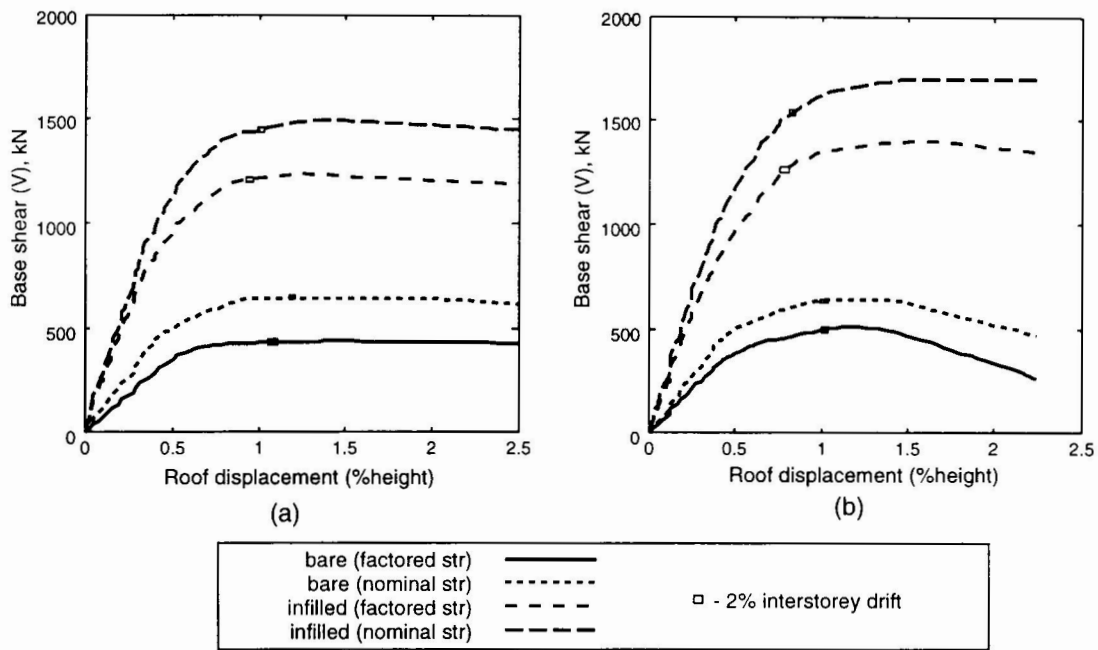 2000
1500
1000
500
0
Base shear (V), kN
0
0.5
1
1.5
2
2.5
Roof displacement (%height)
(a)
2000
1500
1000
500
0
Base shear (V), kN
0
0.5
1
1.5
2
2.5
Roof displacement (%height)
(b)
bare (factored str)
bare (nominal str)
infilled (factored str)
infilled (nominal str)
- 2% interstorey drift